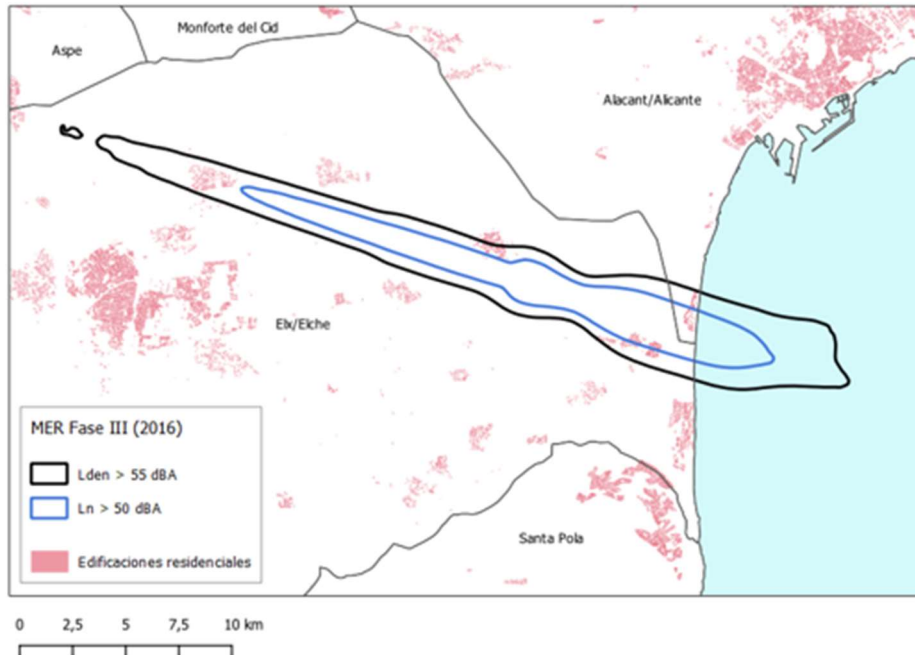 Monforte del Cid
Aspe
Alacant/Alicante
Elx/Elche
MER Fase III (2016)
Lden > 55 dBA
Ln > 50 dBA
Edificaciones residenciales
Santa Pola
0 2,5 5 7,5 10 km